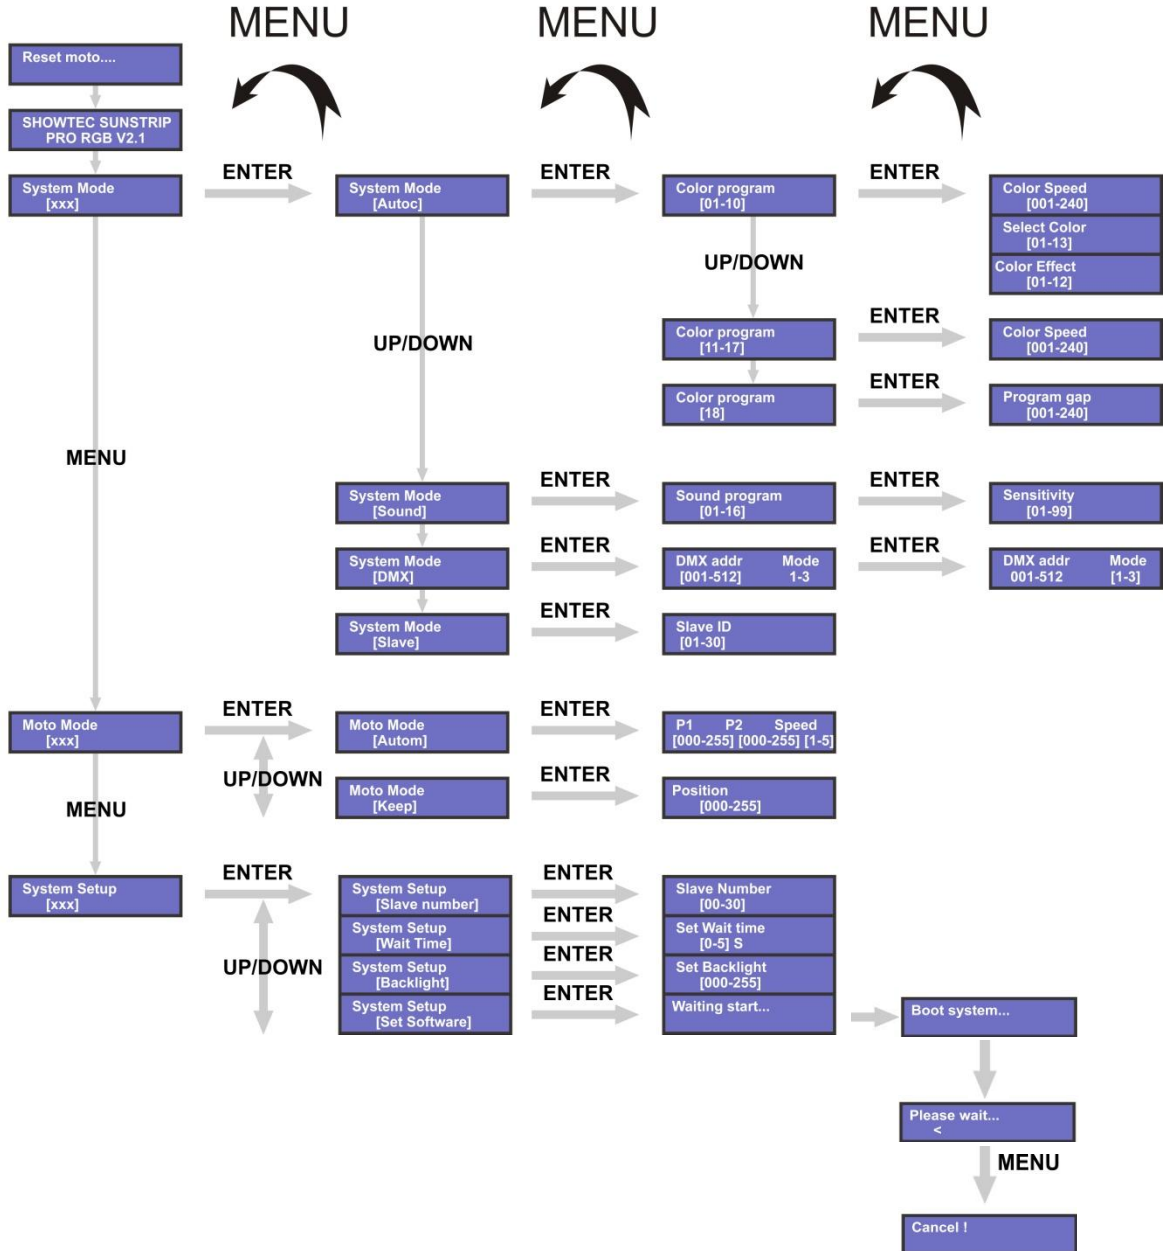 MENU
MENU
MENU
Reset moto....
SHOWTEC SUNSTRIP
PRO RGB V2.1
System Mode
[xxx]
ENTER
System Mode
[Autoc]
ENTER
Color program
[01-10]
ENTER
Color Speed
[001-240]
Select Color
[01-13]
Color Effect
[01-12]
UP/DOWN
UP/DOWN
Color program
[11-17]
ENTER
Color Speed
[001-240]
Color program
[18]
ENTER
Program gap
[001-240]
MENU
System Mode
[Sound]
ENTER
Sound program
[01-16]
ENTER
Sensitivity
[01-99]
System Mode
[DMX]
ENTER
DMX addr Mode
[001-512] 1-3
ENTER
DMX addr Mode
001-512 [1-3]
System Mode
[Slave]
ENTER
Slave ID
[01-30]
Moto Mode
[xxx]
ENTER
UP/DOWN
Moto Mode
[Autom]
ENTER
P1 P2 Speed
[000-255] [000-255] [1-5]
Moto Mode
[Keep]
ENTER
Position
[000-255]
MENU
System Setup
[xxx]
ENTER
UP/DOWN
System Setup
[Slave number]
ENTER
Slave Number
[00-30]
System Setup
[Wait Time]
ENTER
Set Wait time
[0-5] S
System Setup
[Backlight]
ENTER
Set Backlight
[000-255]
System Setup
[Set Software]
ENTER
Waiting start...
Boot system...
Please wait...
<
MENU
Cancel !